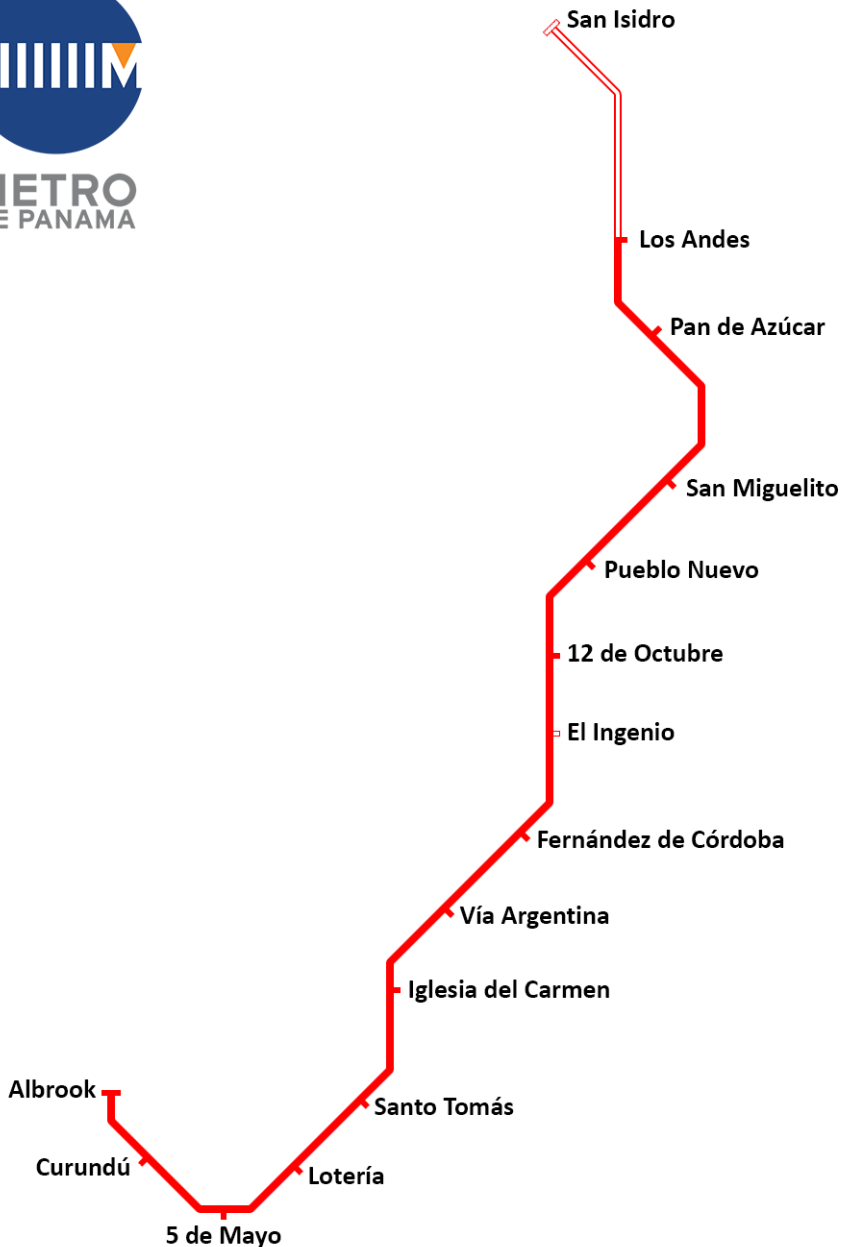 San Isidro
METRO
DE PANAMA
Los Andes
Pan de Azúcar
San Miguelito
Pueblo Nuevo
12 de Octubre
El Ingenio
Fernández de Córdoba
Vía Argentina
Iglesia del Carmen
Albrook
Santo Tomás
Curundú
Lotería
5 de Mayo